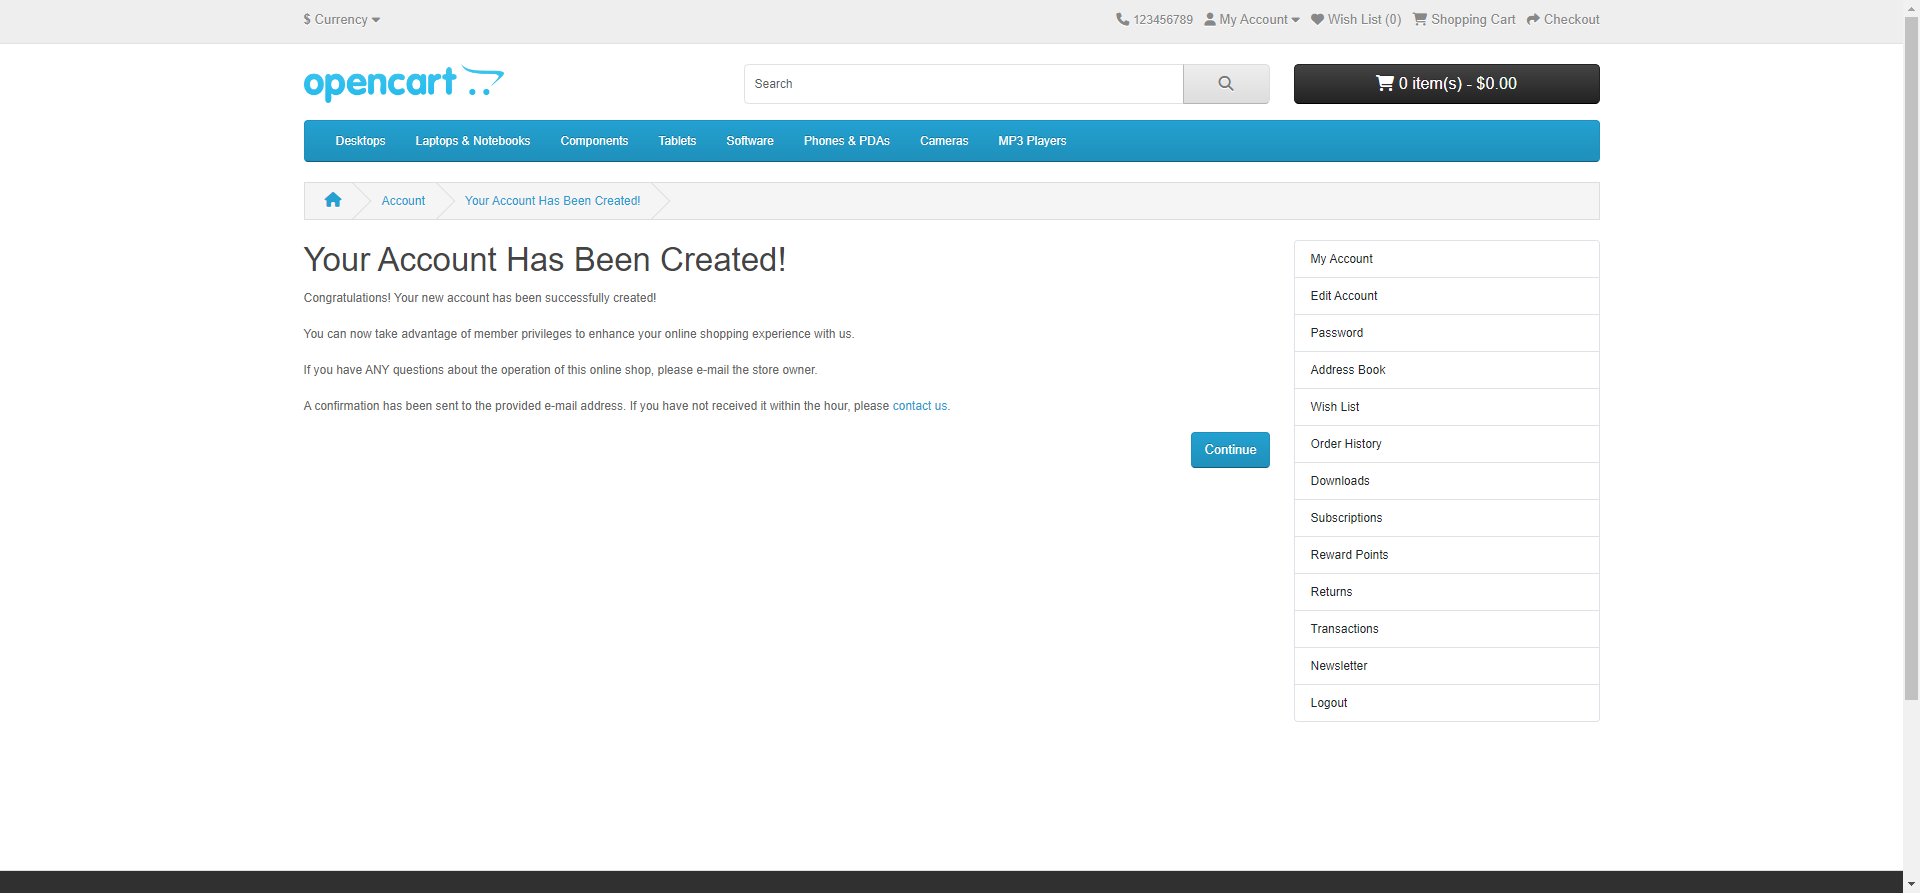 $ Currency
123456789 My Account Wish List (0) Shopping Cart Checkout
opencart
Search
0 item(s) - $0.00
Desktops Laptops & Notebooks Components Tablets Software Phones & PDAs Cameras MP3 Players
Account Your Account Has Been Created!
Your Account Has Been Created!
Congratulations! Your new account has been successfully created!
You can now take advantage of member privileges to enhance your online shopping experience with us.
If you have ANY questions about the operation of this online shop, please e-mail the store owner.
A confirmation has been sent to the provided e-mail address. If you have not received it within the hour, please contact us.
Continue
My Account
Edit Account
Password
Address Book
Wish List
Order History
Downloads
Subscriptions
Reward Points
Returns
Transactions
Newsletter
Logout